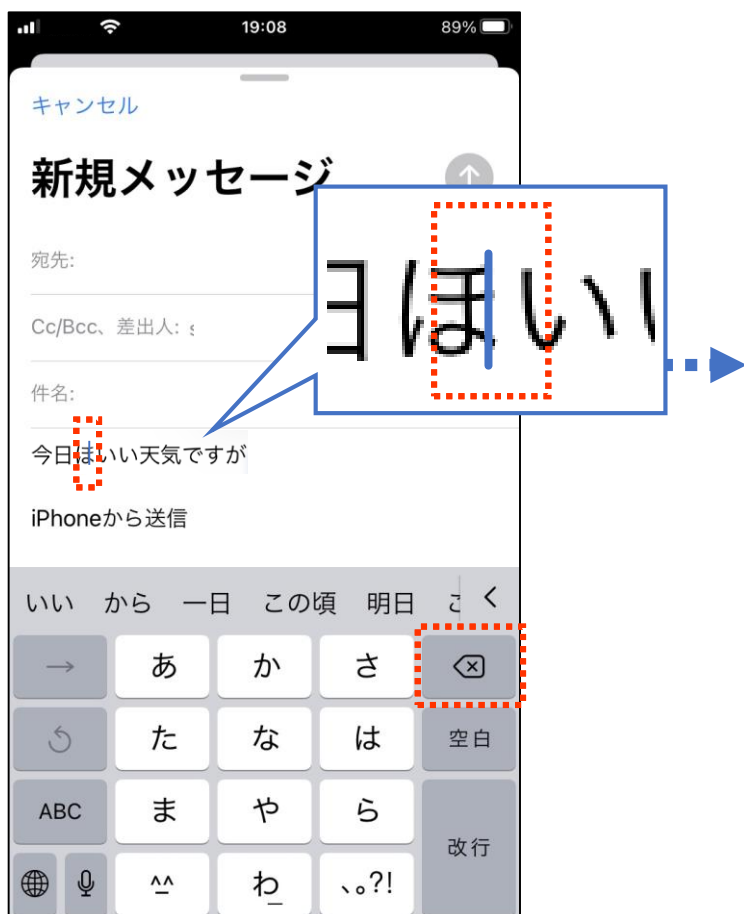 19:08 89%
キャンセル
新規メッセージ
宛先:
日ほいい
Cc/Bcc、差出人:
件名:
今日ほいい天気ですが
iPhoneから送信
いい から 一日 この頃 明日
→ あ か さ
た な は 空白
ABC ま や ら
改行
^^ わ_ 、。?!